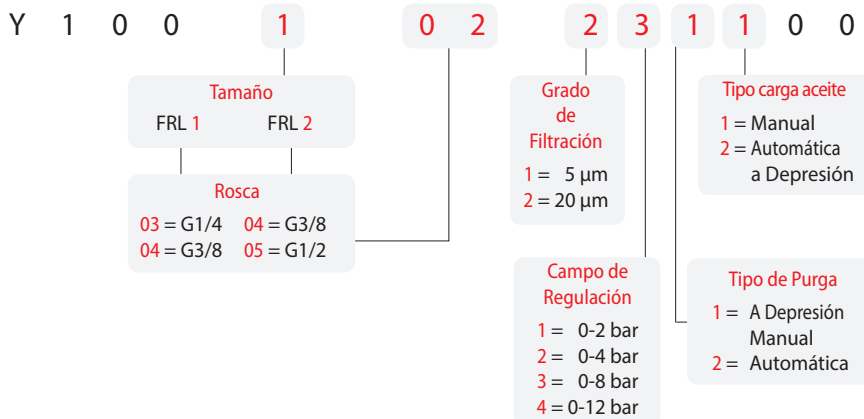 Y 1 0 0 1 0 2 2 3 1 1 0 0
Tamaño
FRL 1 FRL 2
Rosca
03 = G1/4 04 = G3/8
04 = G3/8 05 = G1/2
Grado
de
Filtración
1 = 5 µm
2 = 20 µm
Tipo carga aceite
1 = Manual
2 = Automática
a Depresión
Campo de
Regulación
1 = 0-2 bar
2 = 0-4 bar
3 = 0-8 bar
4 = 0-12 bar
Tipo de Purga
1 = A Depresión
Manual
2 = Automática